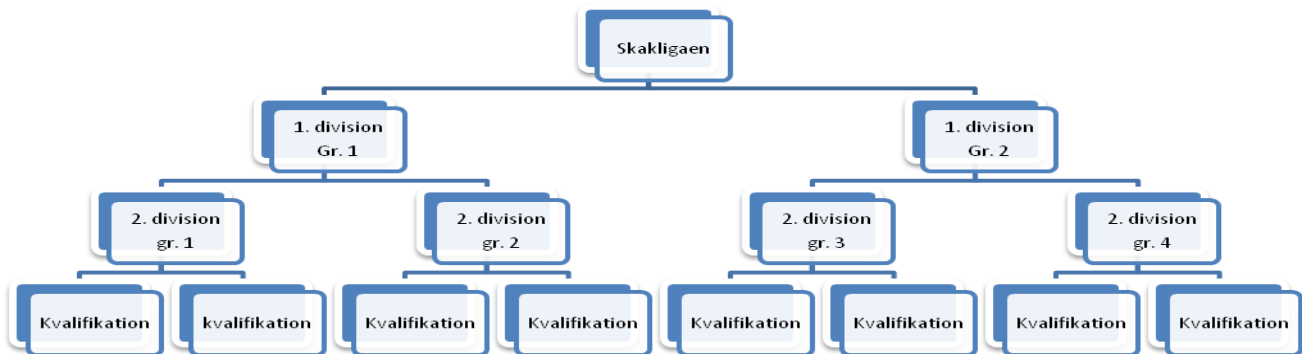 Skakligaen
1. division
Gr. 1
1. division
Gr. 2
2. division
gr. 1
2. division
gr. 2
2. division
gr. 3
2. division
gr. 4
Kvalifikation
kvalifikation
Kvalifikation
Kvalifikation
Kvalifikation
Kvalifikation
Kvalifikation
Kvalifikation